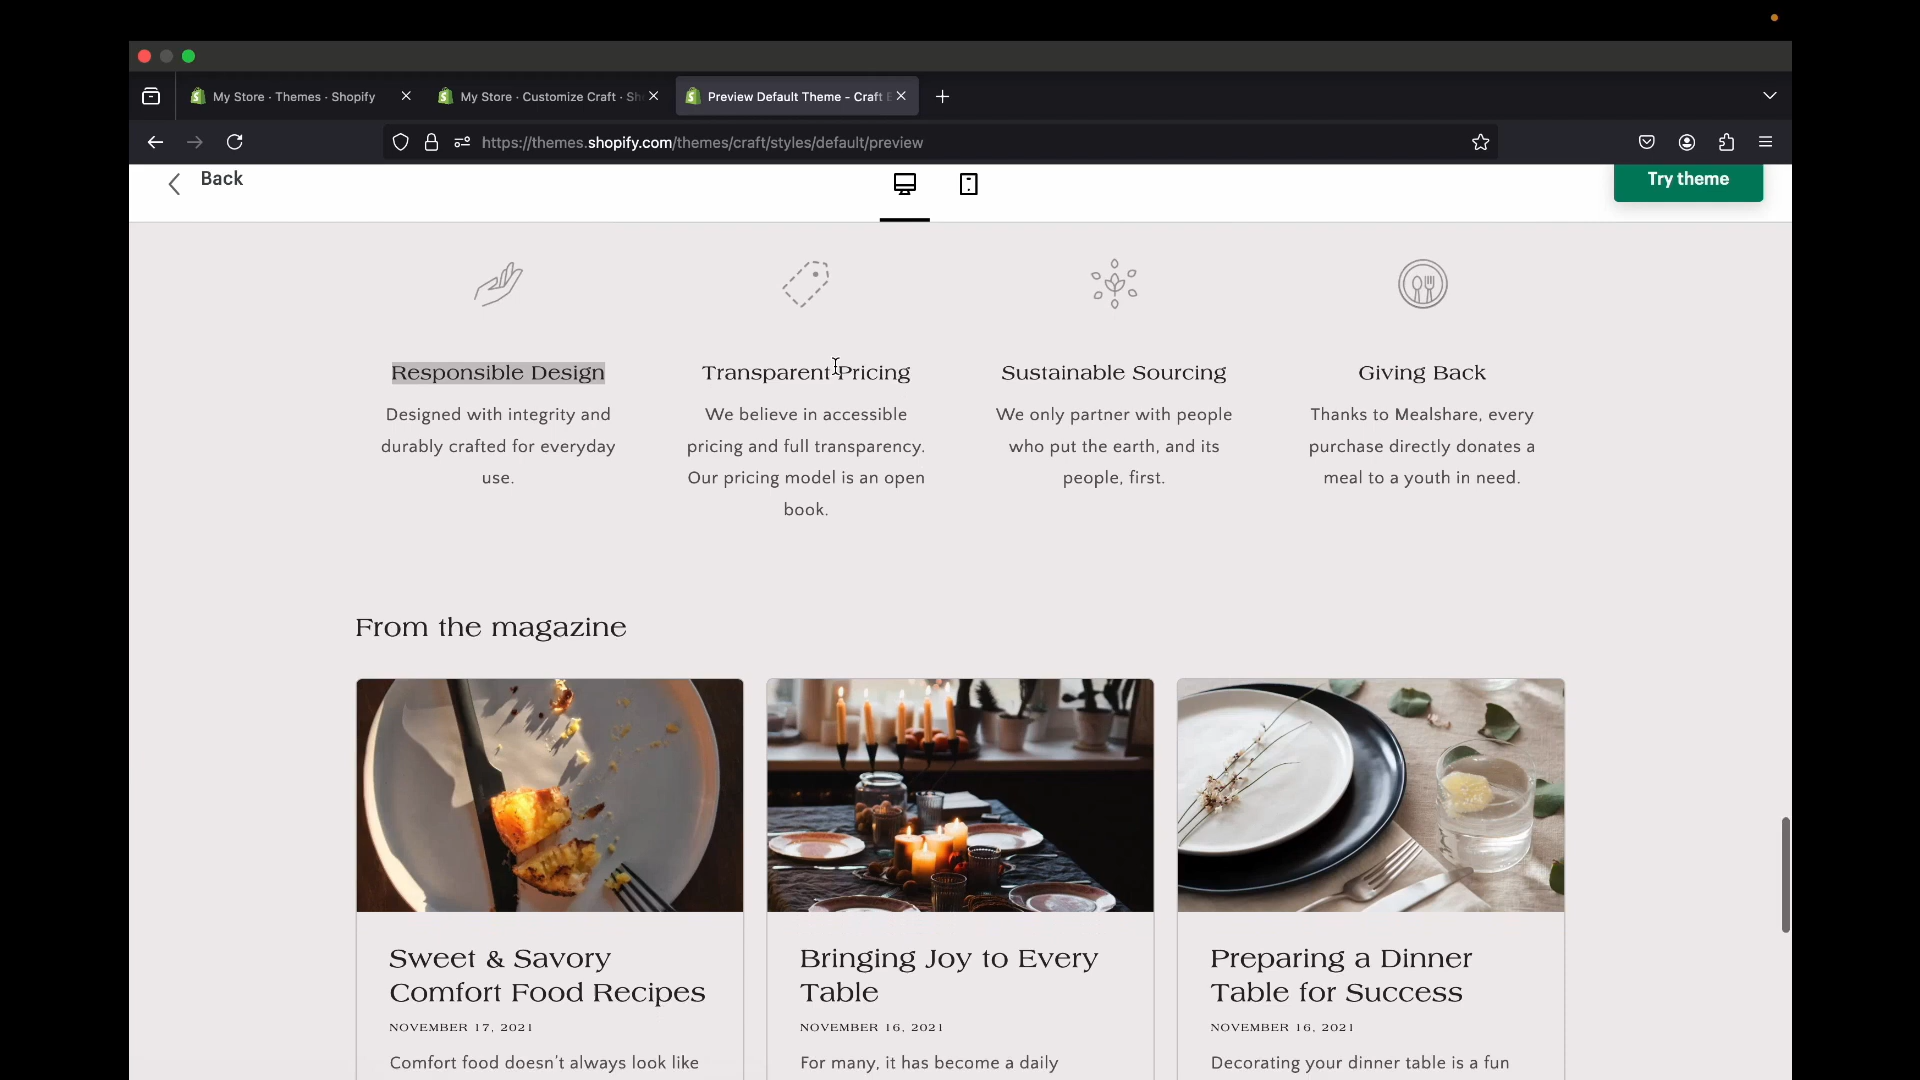 My Store · Themes · Shopify
My Store · Customize Craft · Sh
Preview Default Theme - Craft E
https://themes.shopify.com/themes/craft/styles/default/preview
Back
Try theme
Responsible Design
Designed with integrity and
durably crafted for everyday
use.
Transparent Pricing
We believe in accessible
pricing and full transparency.
Our pricing model is an open
book.
Sustainable Sourcing
We only partner with people
who put the earth, and its
people, first.
Giving Back
Thanks to Mealshare, every
purchase directly donates a
meal to a youth in need.
From the magazine
Sweet & Savory
Comfort Food Recipes
NOVEMBER 17, 2021
Comfort food doesn't always look like
Bringing Joy to Every
Table
NOVEMBER 16, 2021
For many, it has become a daily
Preparing a Dinner
Table for Success
NOVEMBER 16, 2021
Decorating your dinner table is a fun